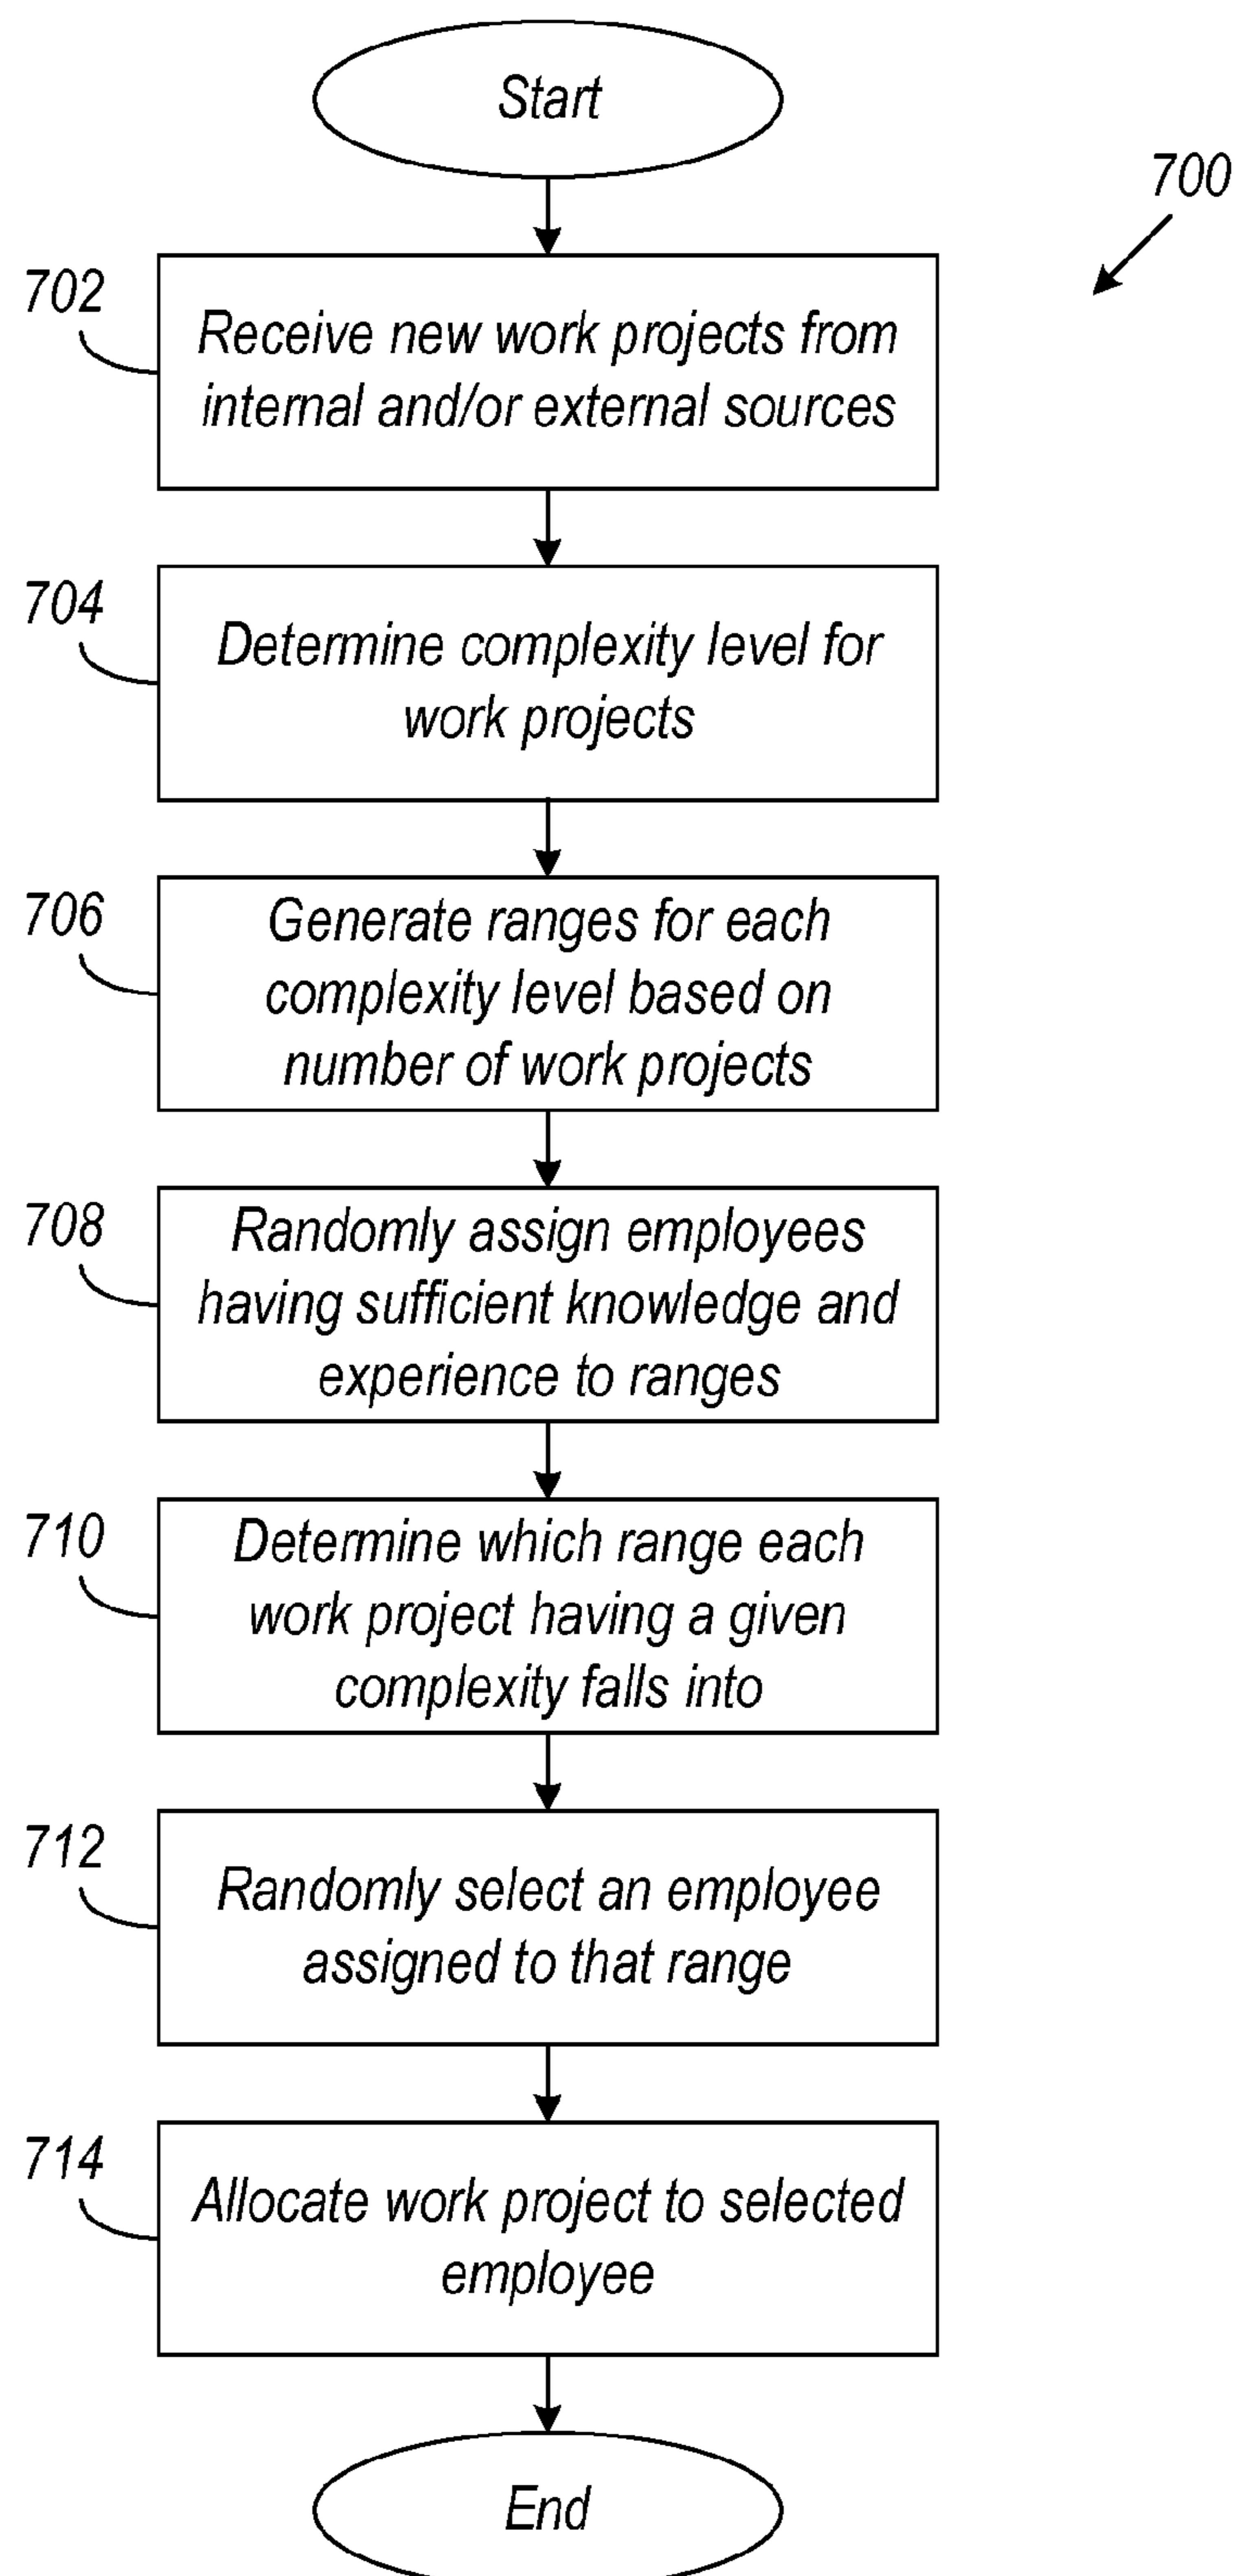 Start
700
702
Receive new work projects from
internal and/or external sources
704
Determine complexity level for
work projects
706
Generate ranges for each
complexity level based on
number of work projects
708
Randomly assign employees
having sufficient knowledge and
experience to ranges
710
Determine which range each
work project having a given
complexity falls into
712
Randomly select an employee
assigned to that range
714
Allocate work project to selected
employee
End